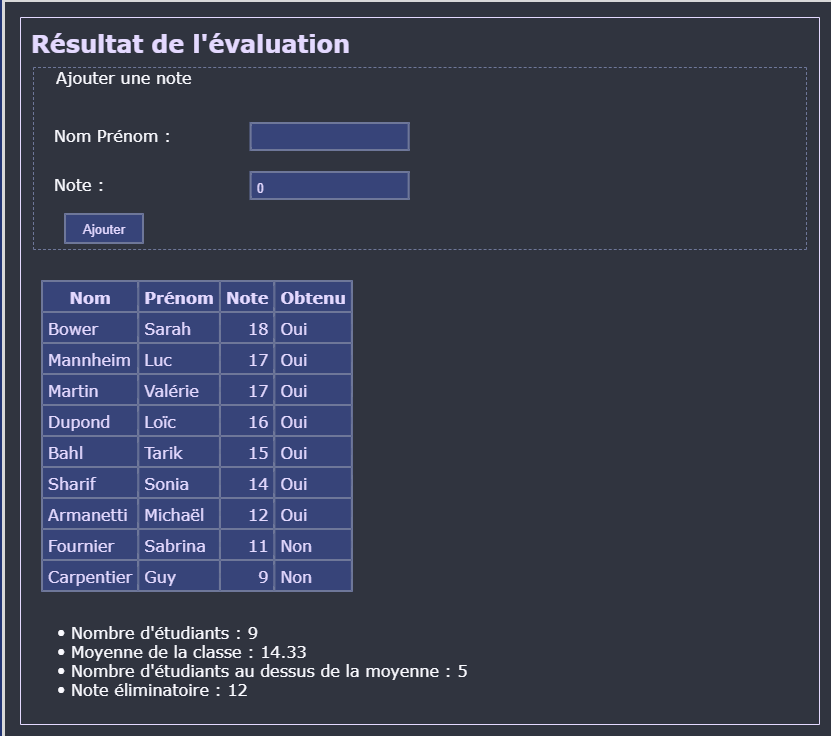 Résultat de l'évaluation
Ajouter une note
Nom Prénom :
Note : 0
Ajouter
Nom Prénom Note Obtenu
Bower Sarah 18 Oui
Mannheim Luc 17 Oui
Martin Valérie 17 Oui
Dupond Loïc 16 Oui
Bahl Tarik 15 Oui
Sharif Sonia 14 Oui
Armanetti Michaël 12 Oui
Fournier Sabrina 11 Non
Carpentier Guy 9 Non
• Nombre d'étudiants : 9
• Moyenne de la classe : 14.33
• Nombre d'étudiants au dessus de la moyenne : 5
• Note éliminatoire : 12